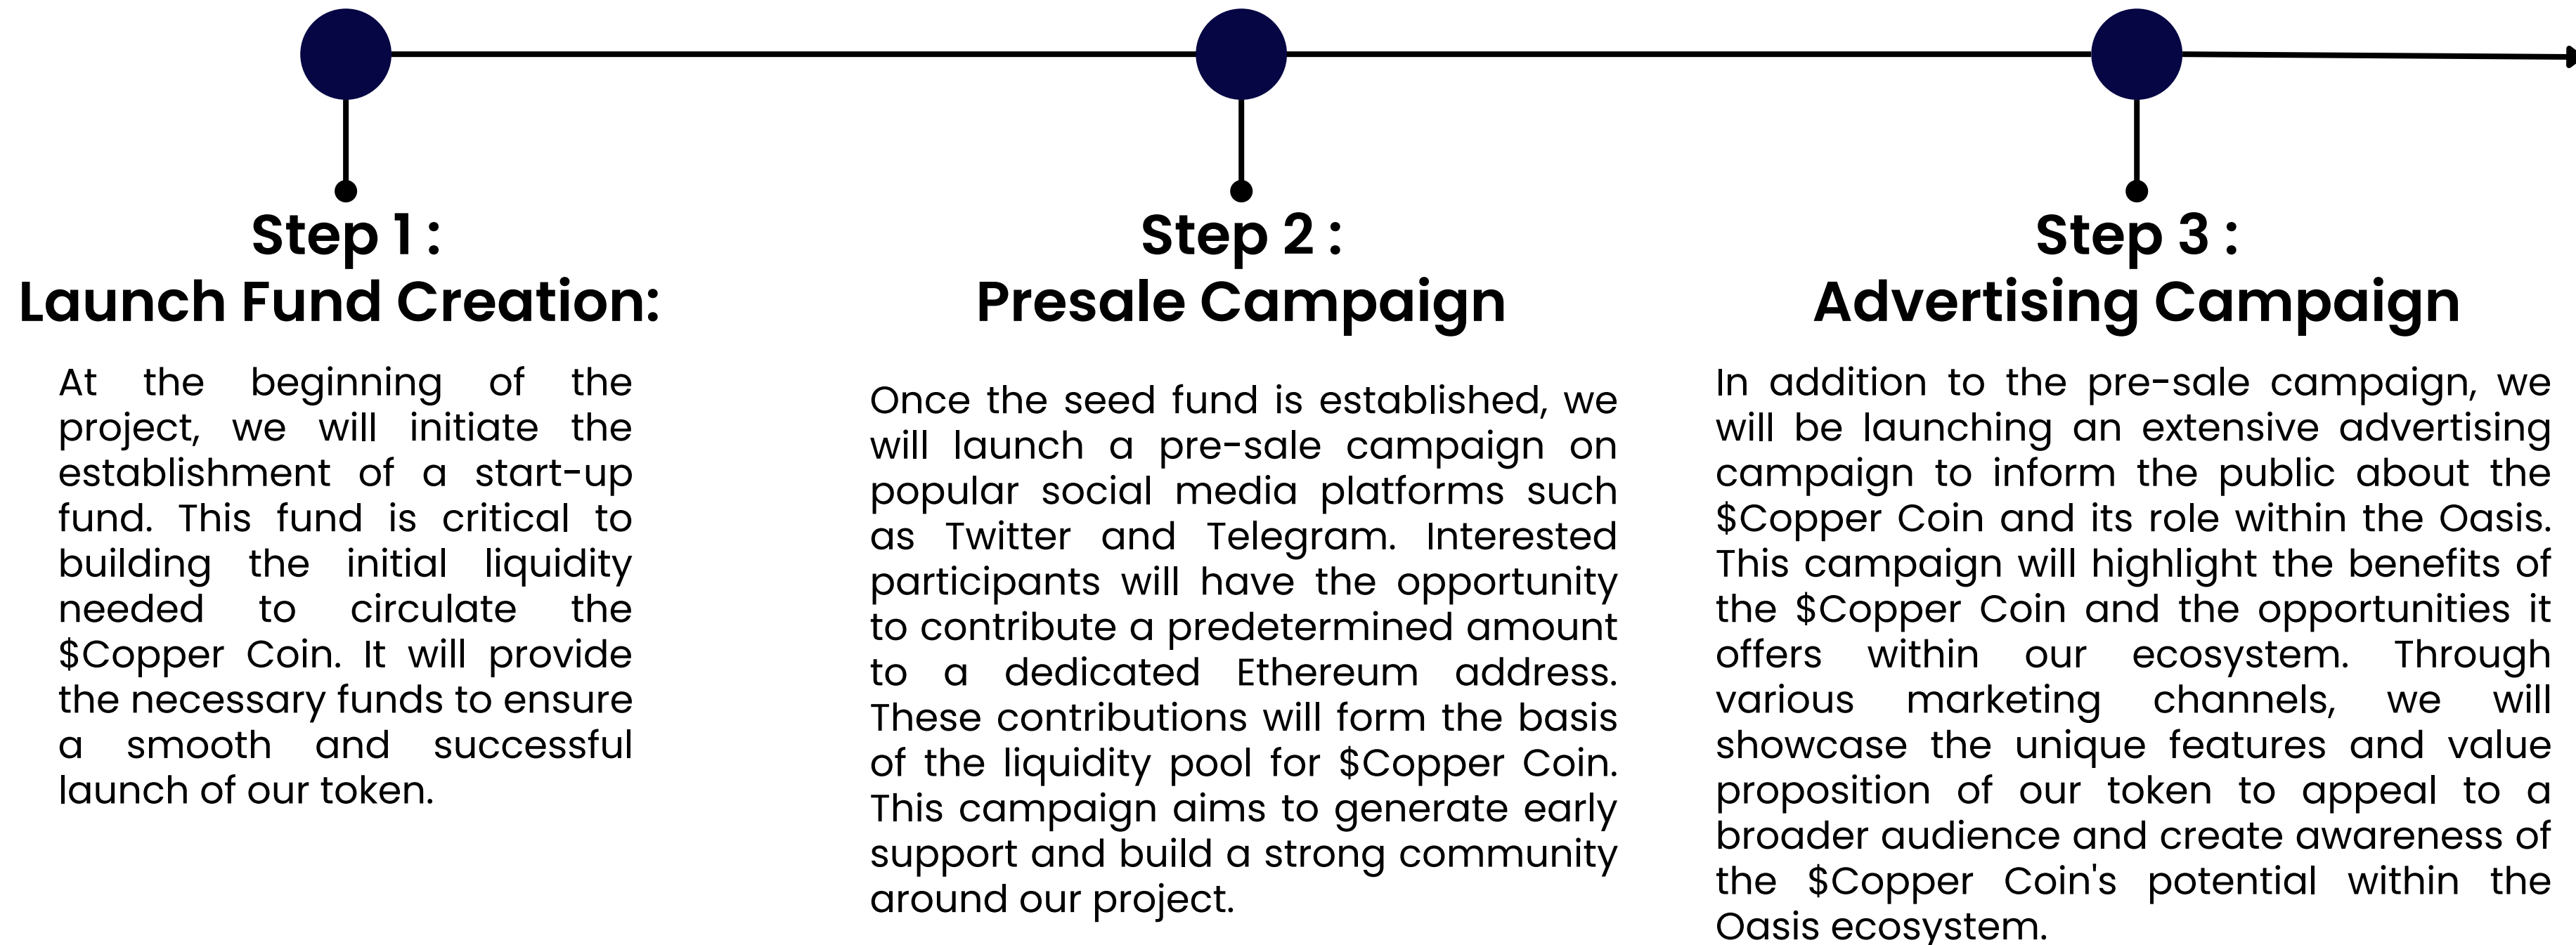 Step 1 :
Launch Fund Creation:
At the beginning of the
project, we will initiate the
establishment of a start-up
fund. This fund is critical to
building the initial liquidity
needed to circulate the
$Copper Coin. It will provide
the necessary funds to ensure
a smooth and successful
launch of our token.
Step 2 :
Presale Campaign
Once the seed fund is established, we
will launch a pre-sale campaign on
popular social media platforms such
as Twitter and Telegram. Interested
participants will have the opportunity
to contribute a predetermined amount
to a dedicated Ethereum address.
These contributions will form the basis
of the liquidity pool for $Copper Coin.
This campaign aims to generate early
support and build a strong community
around our project.
Step 3 :
Advertising Campaign
In addition to the pre-sale campaign, we
will be launching an extensive advertising
campaign to inform the public about the
$Copper Coin and its role within the Oasis.
This campaign will highlight the benefits of
the $Copper Coin and the opportunities it
offers within our ecosystem. Through
various marketing channels, we will
showcase the unique features and value
proposition of our token to appeal to a
broader audience and create awareness of
the $Copper Coin's potential within the
Oasis ecosystem.